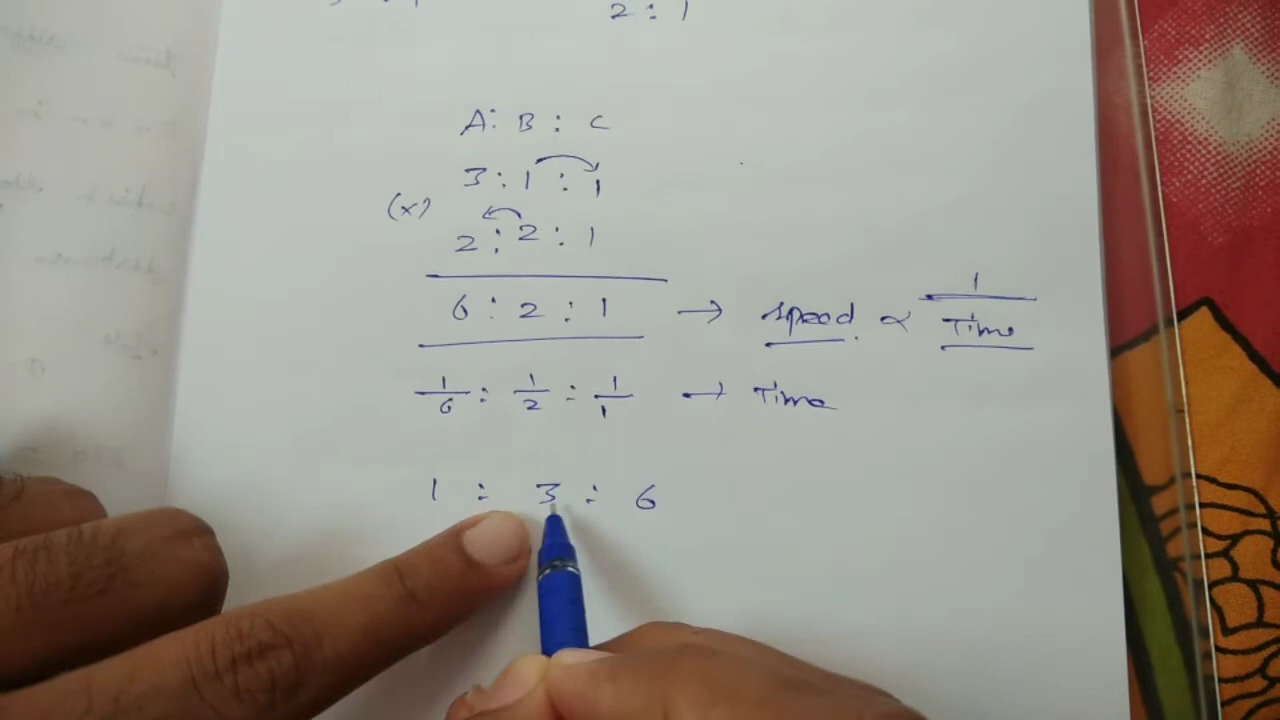 2 : 1
A : B : C
3 : 1 : 1
(x)
2 : 2 : 1
6 : 2 : 1 → Speed ∝ 1/Time
1/6 : 1/2 : 1/1 → Time
1 : 3 : 6